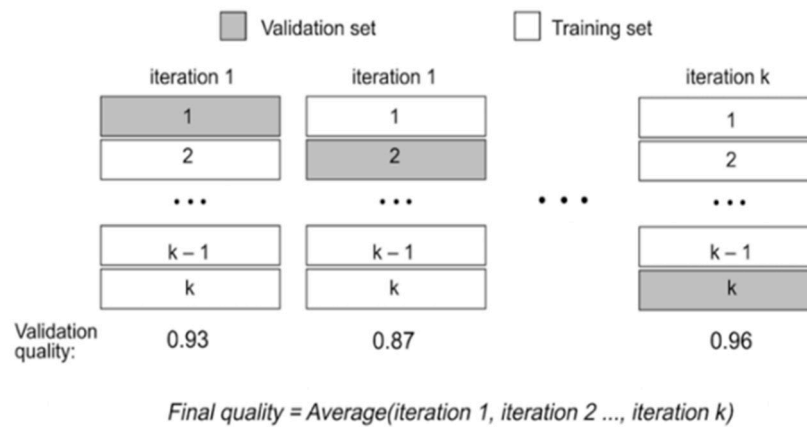 Validation set Training set
iteration 1 iteration 1 iteration k
1 1 1
2 2 2
... ... ... ...
k – 1 k – 1 k – 1
k k k
Validation quality: 0.93 0.87 0.96
Final quality = Average(iteration 1, iteration 2 ..., iteration k)